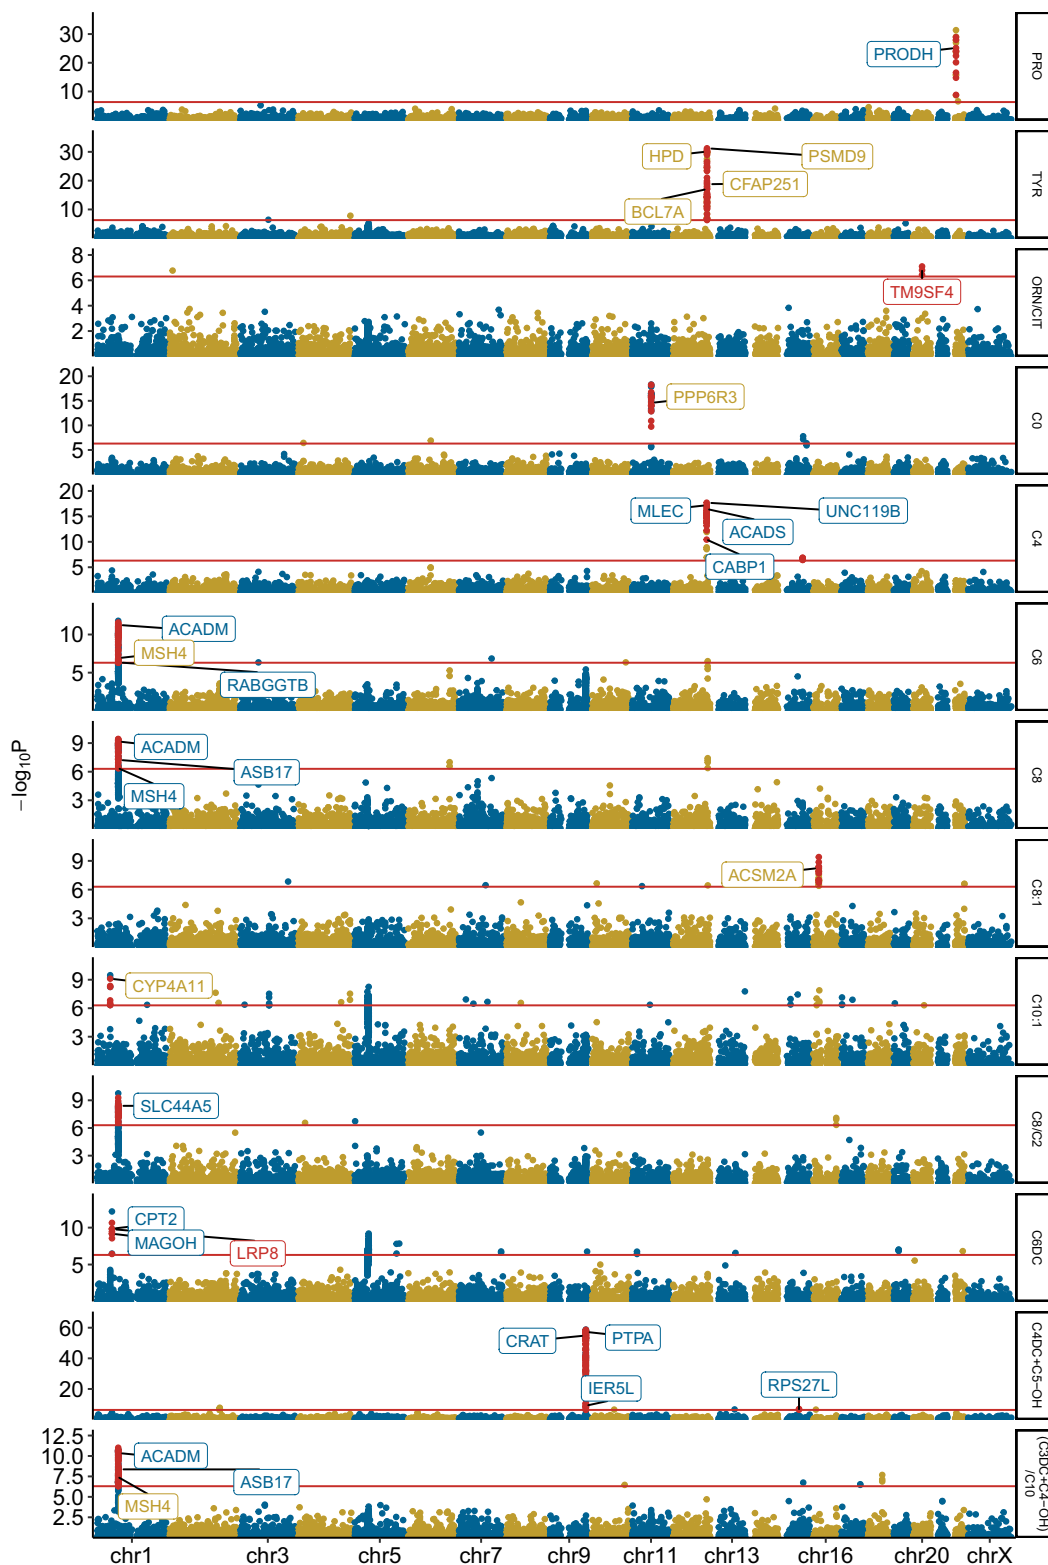 30
20
10
PRODH
PRO
30
20
10
HPD
PSMD9
CFAP251
BCL7A
TYR
8
6
4
2
TM9SF4
ORN/CIT
20
15
10
5
PPP6R3
C0
20
15
10
5
MLEC
UNC119B
ACADS
CABP1
C4
10
5
ACADM
MSH4
RABGGTB
C6
9
6
3
ACADM
ASB17
MSH4
C8
−log10P
9
6
3
ACSM2A
C8:1
9
6
3
CYP4A11
C10:1
9
6
3
SLC44A5
C8/C2
10
5
CPT2
MAGOH
LRP8
C6DC
60
40
20
CRAT
PTPA
IER5L
RPS27L
C4DC+C5−OH
12.5
10.0
7.5
5.0
2.5
ACADM
ASB17
MSH4
(C3DC+C4−OH)
/C10
chr1 chr3 chr5 chr7 chr9 chr11 chr13 chr16 chr20 chrX